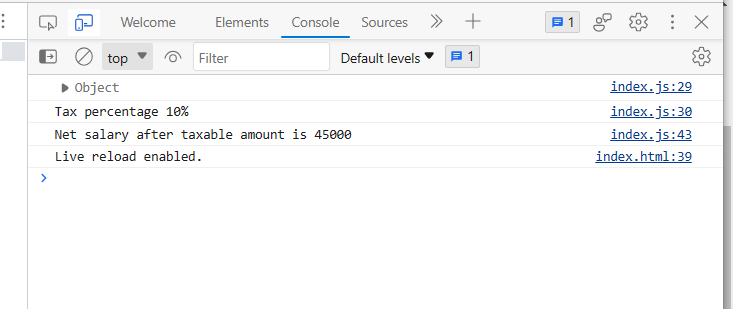 Welcome Elements Console Sources 1
top Filter Default levels 1
Object index.js:29
Tax percentage 10% index.js:30
Net salary after taxable amount is 45000 index.js:43
Live reload enabled. index.html:39